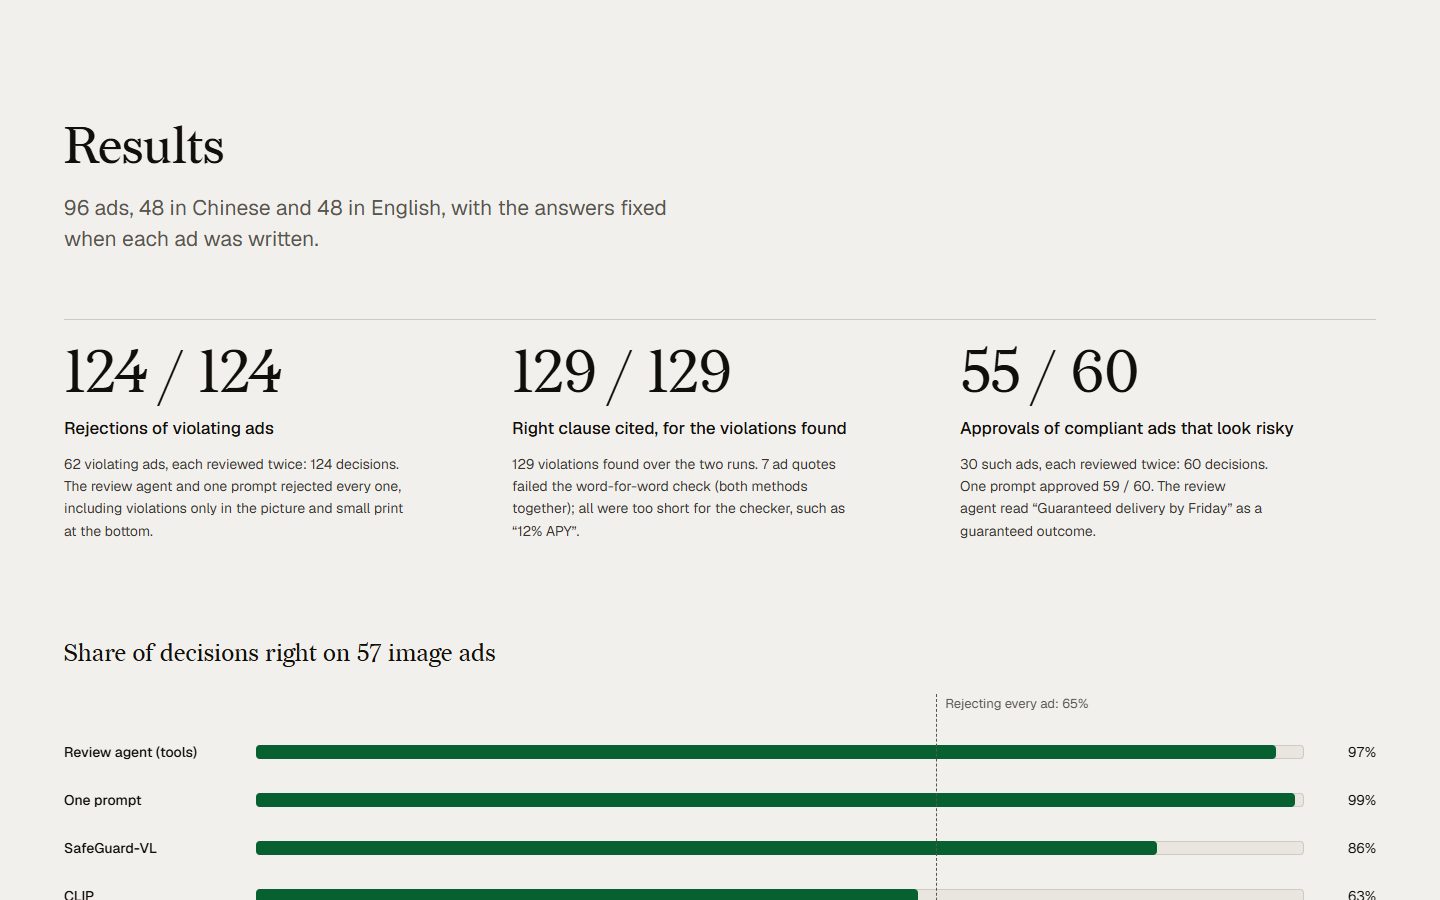 Results
96 ads, 48 in Chinese and 48 in English, with the answers fixed
when each ad was written.
124 / 124
Rejections of violating ads
62 violating ads, each reviewed twice: 124 decisions.
The review agent and one prompt rejected every one,
including violations only in the picture and small print
at the bottom.
129 / 129
Right clause cited, for the violations found
129 violations found over the two runs. 7 ad quotes
failed the word-for-word check (both methods
together); all were too short for the checker, such as
“12% APY”.
55 / 60
Approvals of compliant ads that look risky
30 such ads, each reviewed twice: 60 decisions.
One prompt approved 59 / 60. The review
agent read “Guaranteed delivery by Friday” as a
guaranteed outcome.
Share of decisions right on 57 image ads
Rejecting every ad: 65%
Review agent (tools) 97%
One prompt 99%
SafeGuard-VL 86%
CLIP 63%